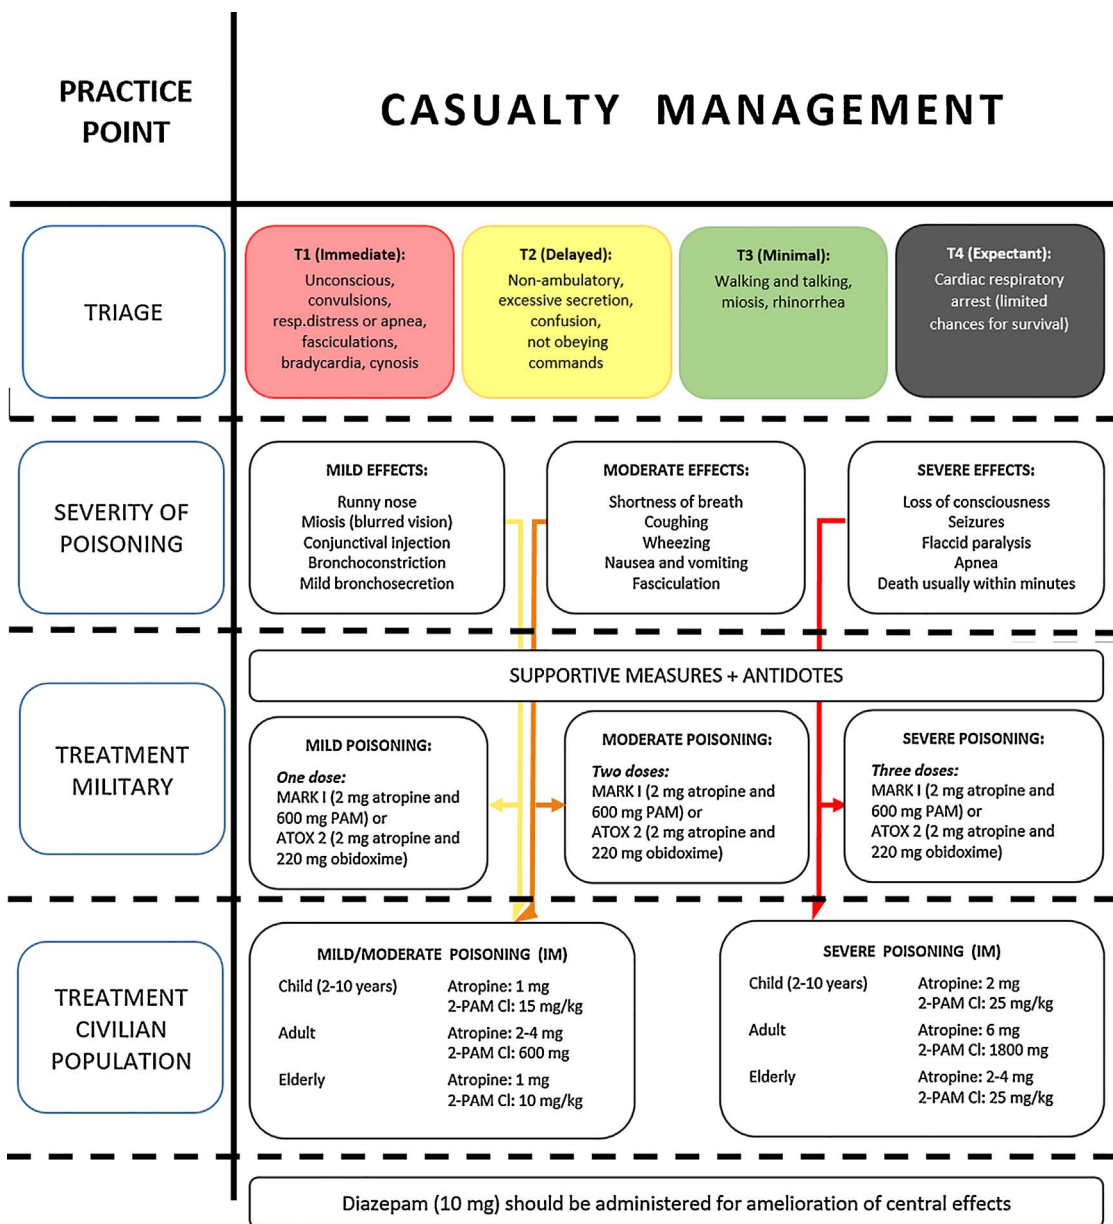 PRACTICE
POINT
CASUALTY MANAGEMENT
TRIAGE
T1 (Immediate):
Unconscious,
convulsions,
resp.distress or apnea,
fasciculations,
bradycardia, cynosis
T2 (Delayed):
Non-ambulatory,
excessive secretion,
confusion,
not obeying
commands
T3 (Minimal):
Walking and talking,
miosis, rhinorrhea
T4 (Expectant):
Cardiac respiratory
arrest (limited
chances for survival)
SEVERITY OF
POISONING
MILD EFFECTS:
Runny nose
Miosis (blurred vision)
Conjunctival injection
Bronchoconstriction
Mild bronchosecretion
MODERATE EFFECTS:
Shortness of breath
Coughing
Wheezing
Nausea and vomiting
Fasciculation
SEVERE EFFECTS:
Loss of consciousness
Seizures
Flaccid paralysis
Apnea
Death usually within minutes
TREATMENT
MILITARY
SUPPORTIVE MEASURES + ANTIDOTES
MILD POISONING:
One dose:
MARK I (2 mg atropine and
600 mg PAM) or
ATOX 2 (2 mg atropine and
220 mg obidoxime)
MODERATE POISONING:
Two doses:
MARK I (2 mg atropine and
600 mg PAM) or
ATOX 2 (2 mg atropine and
220 mg obidoxime)
SEVERE POISONING:
Three doses:
MARK I (2 mg atropine and
600 mg PAM) or
ATOX 2 (2 mg atropine and
220 mg obidoxime)
TREATMENT
CIVILIAN
POPULATION
MILD/MODERATE POISONING (IM)
Child (2-10 years) Atropine: 1 mg
2-PAM Cl: 15 mg/kg
Adult Atropine: 2-4 mg
2-PAM Cl: 600 mg
Elderly Atropine: 1 mg
2-PAM Cl: 10 mg/kg
SEVERE POISONING (IM)
Child (2-10 years) Atropine: 2 mg
2-PAM Cl: 25 mg/kg
Adult Atropine: 6 mg
2-PAM Cl: 1800 mg
Elderly Atropine: 2-4 mg
2-PAM Cl: 25 mg/kg
Diazepam (10 mg) should be administered for amelioration of central effects